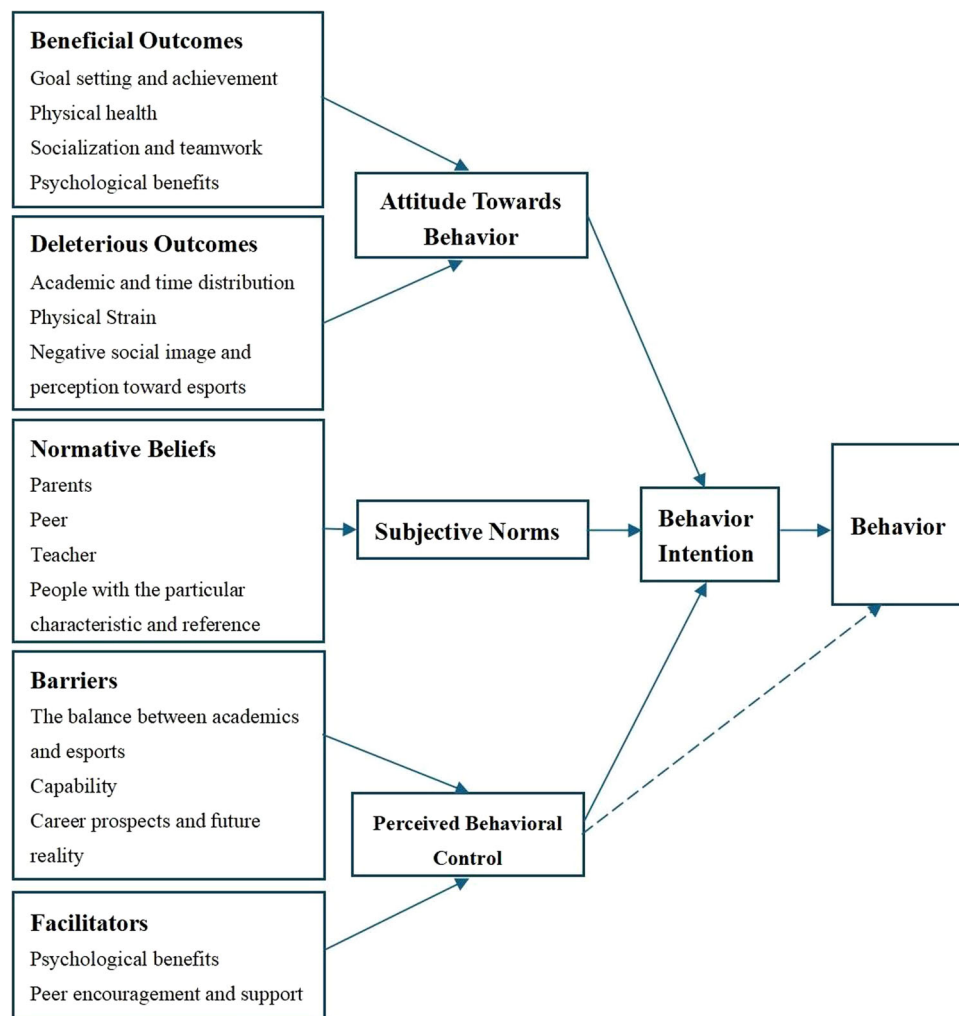 Beneficial Outcomes
Goal setting and achievement
Physical health
Socialization and teamwork
Psychological benefits
Deleterious Outcomes
Academic and time distribution
Physical Strain
Negative social image and
perception toward esports
Normative Beliefs
Parents
Peer
Teacher
People with the particular
characteristic and reference
Barriers
The balance between academics
and esports
Capability
Career prospects and future
reality
Facilitators
Psychological benefits
Peer encouragement and support
Attitude Towards
Behavior
Subjective Norms
Perceived Behavioral
Control
Behavior
Intention
Behavior